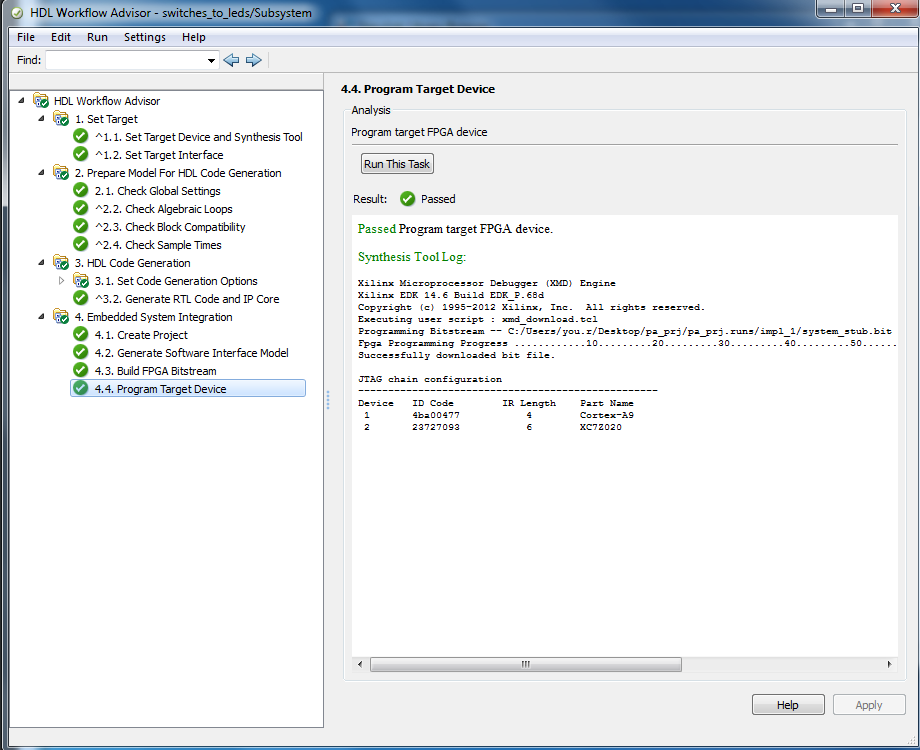 HDL Workflow Advisor - switches_to_leds/Subsystem
File Edit Run Settings Help
Find:
HDL Workflow Advisor
1. Set Target
^1.1. Set Target Device and Synthesis Tool
^1.2. Set Target Interface
2. Prepare Model For HDL Code Generation
2.1. Check Global Settings
^2.2. Check Algebraic Loops
^2.3. Check Block Compatibility
^2.4. Check Sample Times
3. HDL Code Generation
3.1. Set Code Generation Options
^3.2. Generate RTL Code and IP Core
4. Embedded System Integration
4.1. Create Project
4.2. Generate Software Interface Model
4.3. Build FPGA Bitstream
4.4. Program Target Device
4.4. Program Target Device
Analysis
Program target FPGA device
Run This Task
Result: Passed
Passed Program target FPGA device.
Synthesis Tool Log:
Xilinx Microprocessor Debugger (XMD) Engine
Xilinx EDK 14.6 Build EDK_P.68d
Copyright (c) 1995-2012 Xilinx, Inc. All rights reserved.
Executing user script : xmd_download.tcl
Programming Bitstream -- C:/Users/you.r/Desktop/pa_prj/pa_prj.runs/impl_1/system_stub.bit
Fpga Programming Progress ............10.........20.........30.........40.........50......
Successfully downloaded bit file.
JTAG chain configuration
--------------------------------------------------
Device ID Code IR Length Part Name
1 4ba00477 4 Cortex-A9
2 23727093 6 XC7Z020
Help Apply